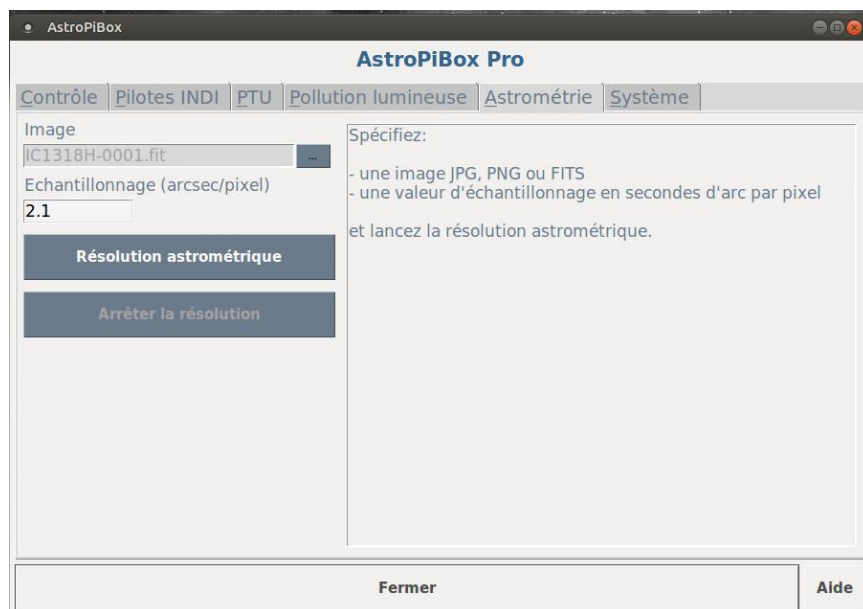 AstroPiBox
AstroPiBox Pro
Contrôle Pilotes INDI PTU Pollution lumineuse Astrométrie Système
Image
IC1318H-0001.fit
...
Echantillonnage (arcsec/pixel)
2.1
Résolution astrométrique
Arrêter la résolution
Spécifiez:
- une image JPG, PNG ou FITS
- une valeur d'échantillonnage en secondes d'arc par pixel
et lancez la résolution astrométrique.
Fermer
Aide